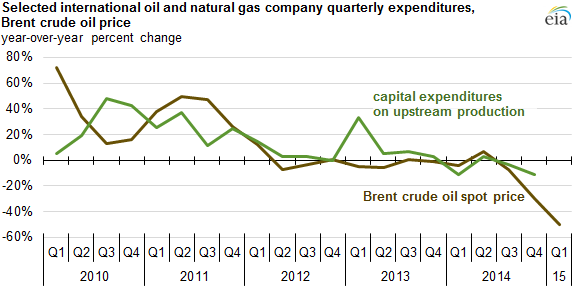 Selected international oil and natural gas company quarterly expenditures,
Brent crude oil price
year-over-year percent change
eia
80%
60%
40%
20%
0%
-20%
-40%
-60%
capital expenditures
on upstream production
Brent crude oil spot price
Q1 Q2 Q3 Q4 Q1 Q2 Q3 Q4 Q1 Q2 Q3 Q4 Q1 Q2 Q3 Q4 Q1 Q2 Q3 Q4 Q1
2010 2011 2012 2013 2014 15